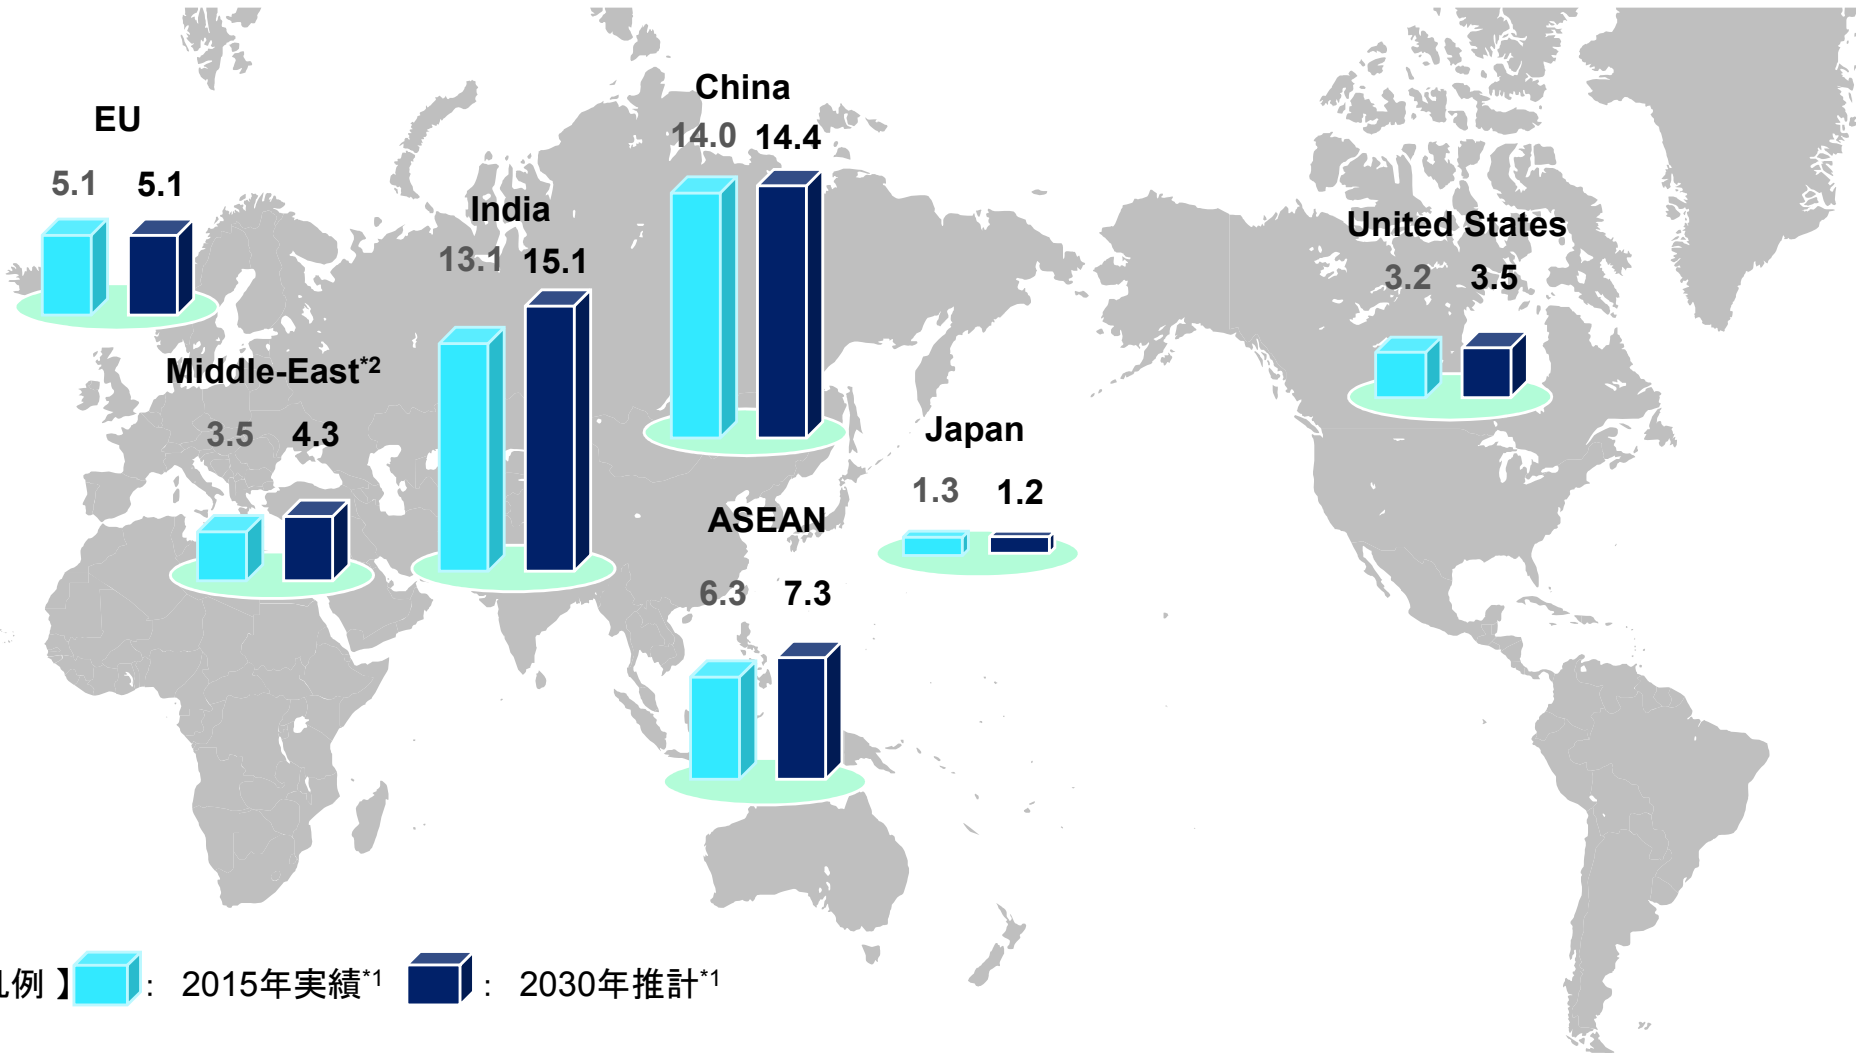 China
14.0 14.4
EU
5.1 5.1
India
13.1 15.1
United States
3.2 3.5
Middle-East*2
3.5 4.3
Japan
1.3 1.2
ASEAN
6.3 7.3
例 】 : 2015年実績*1 : 2030年推計*1